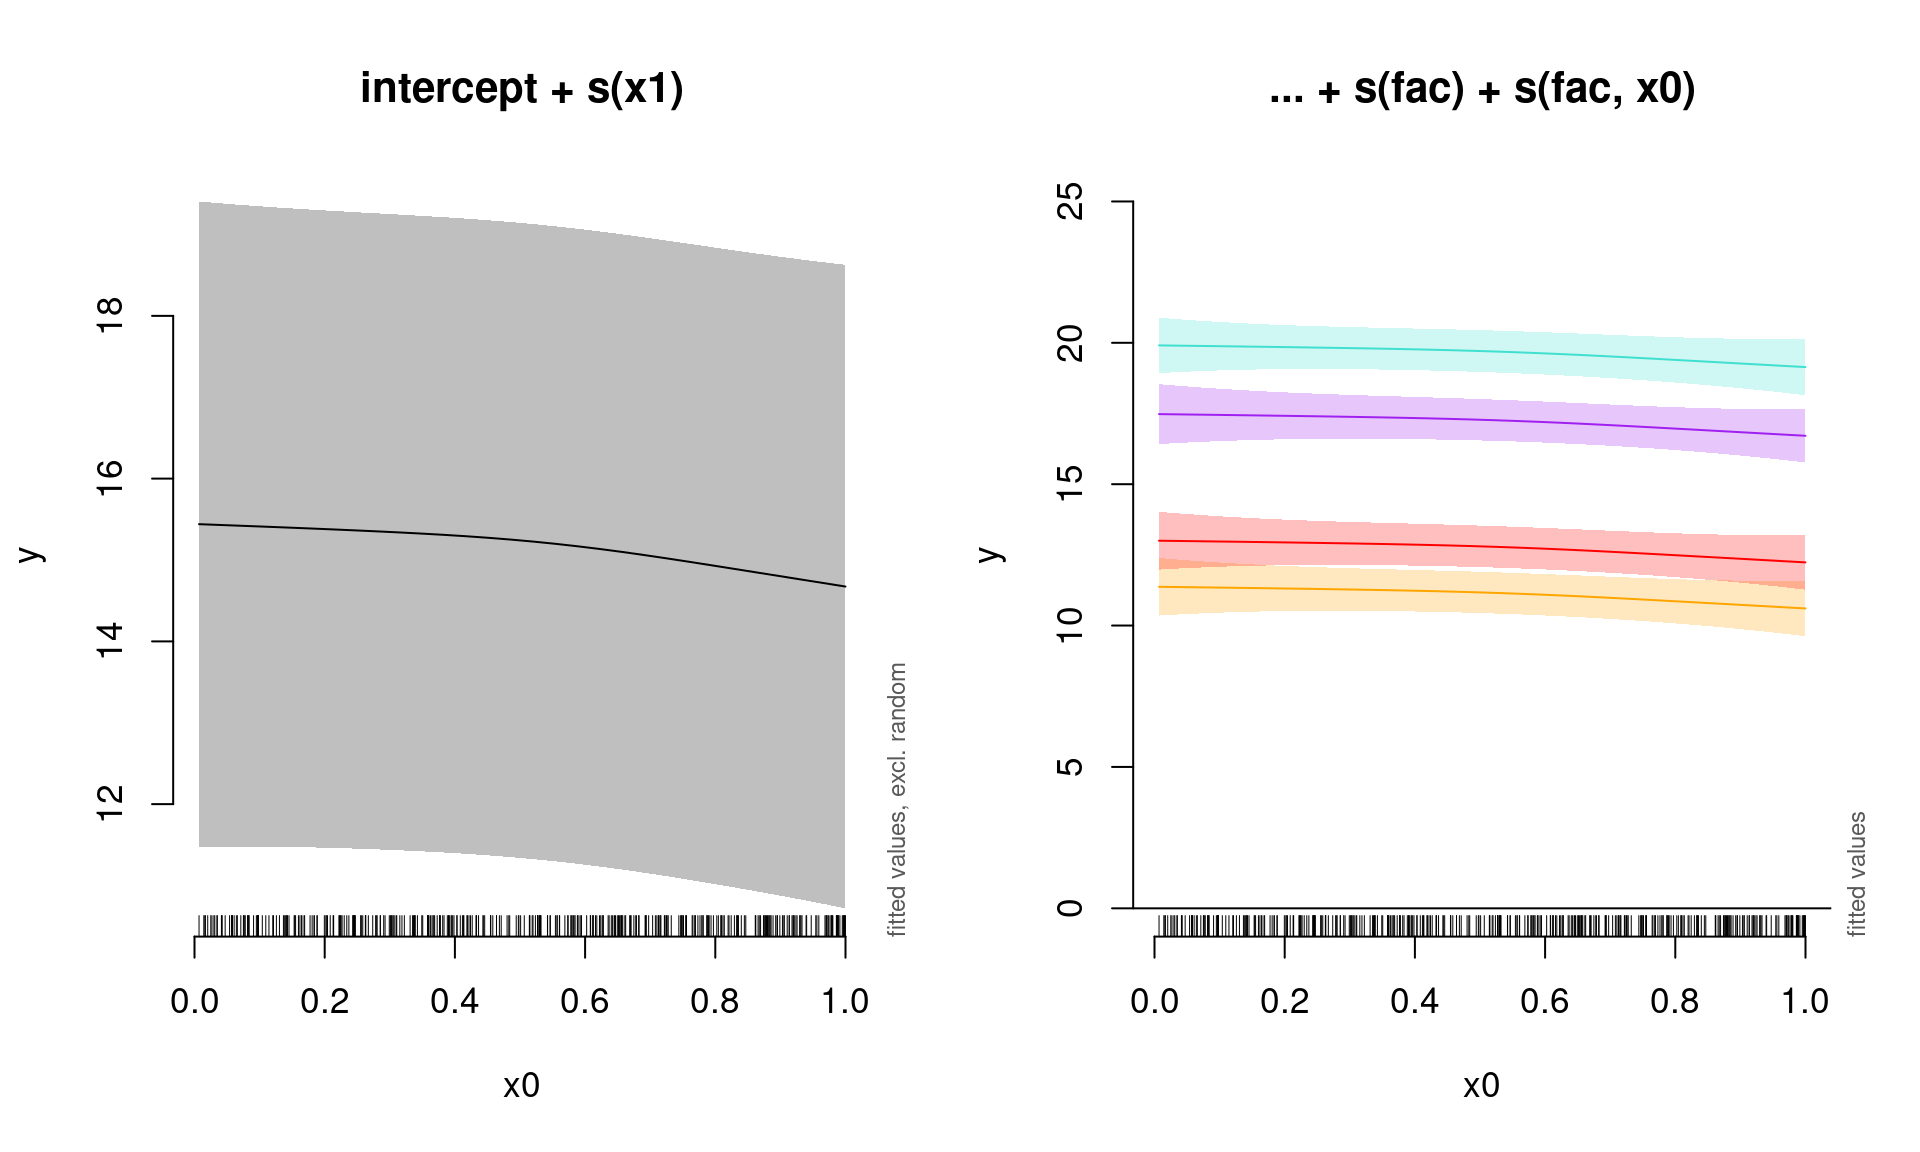 intercept + s(x1)
y
18
16
14
12
0.0 0.2 0.4 0.6 0.8 1.0
x0
fitted values, excl. random
... + s(fac) + s(fac, x0)
y
25
20
15
10
5
0
0.0 0.2 0.4 0.6 0.8 1.0
x0
fitted values